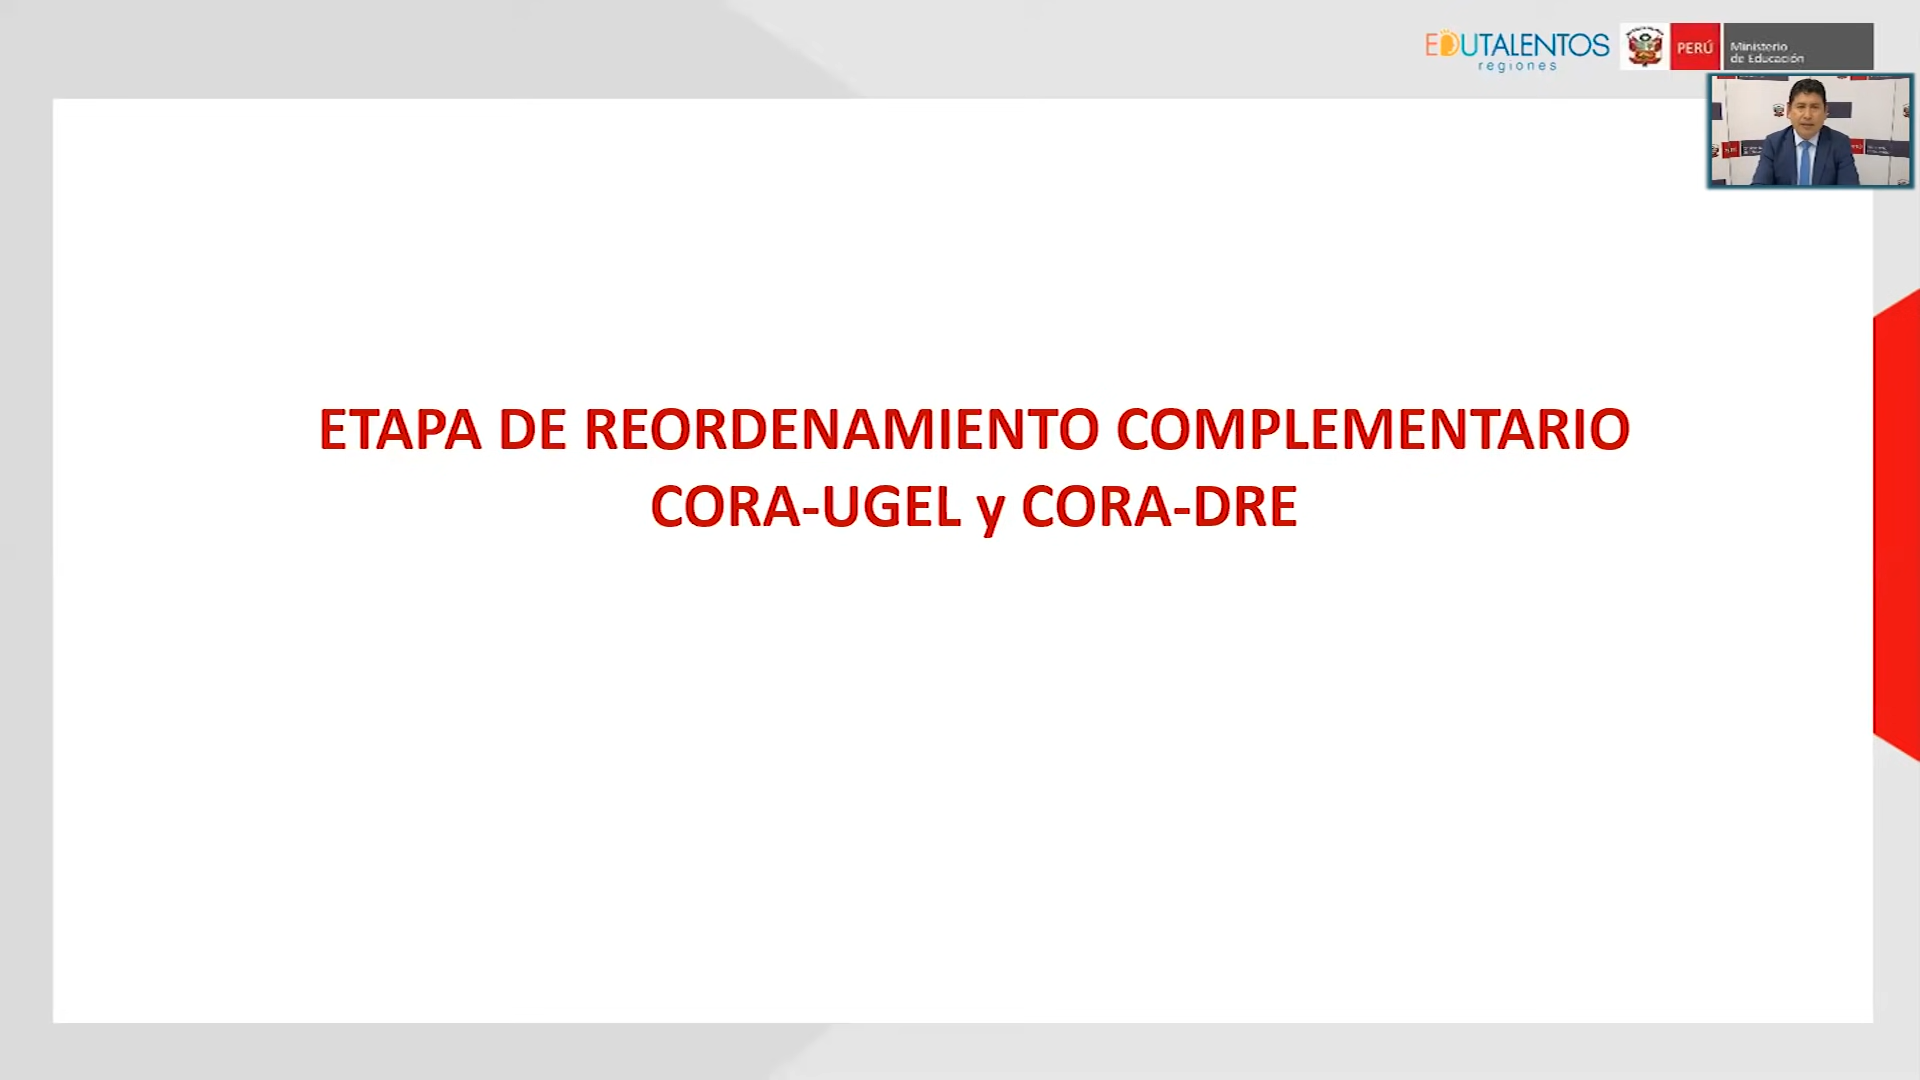 EDUTALENTOS
regiones
PERÚ
Ministerio
de Educación
ETAPA DE REORDENAMIENTO COMPLEMENTARIO
CORA-UGEL y CORA-DRE